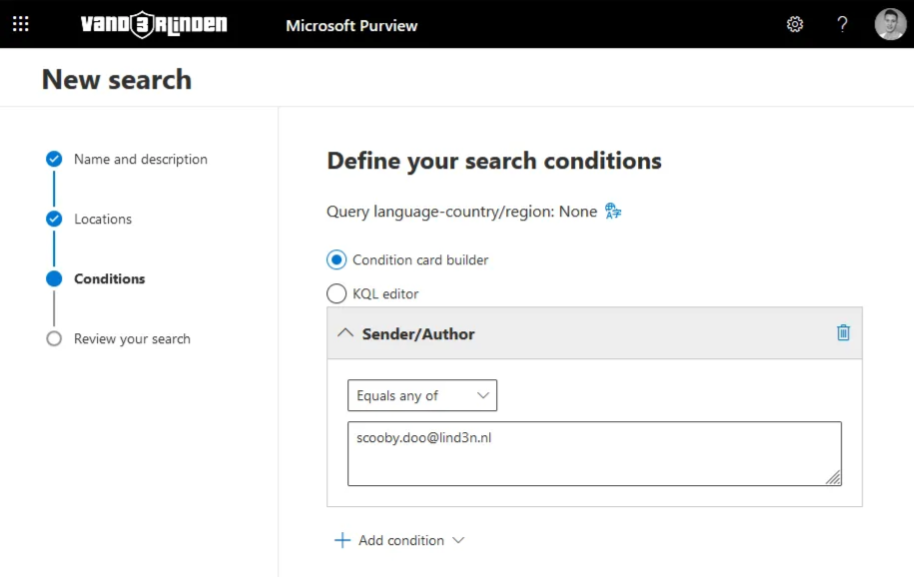 VAND3RLINDEN
Microsoft Purview
?
New search
Name and description
Locations
Conditions
Review your search
Define your search conditions
Query language-country/region: None
Condition card builder
KQL editor
Sender/Author
Equals any of
scooby.doo@lind3n.nl
Add condition